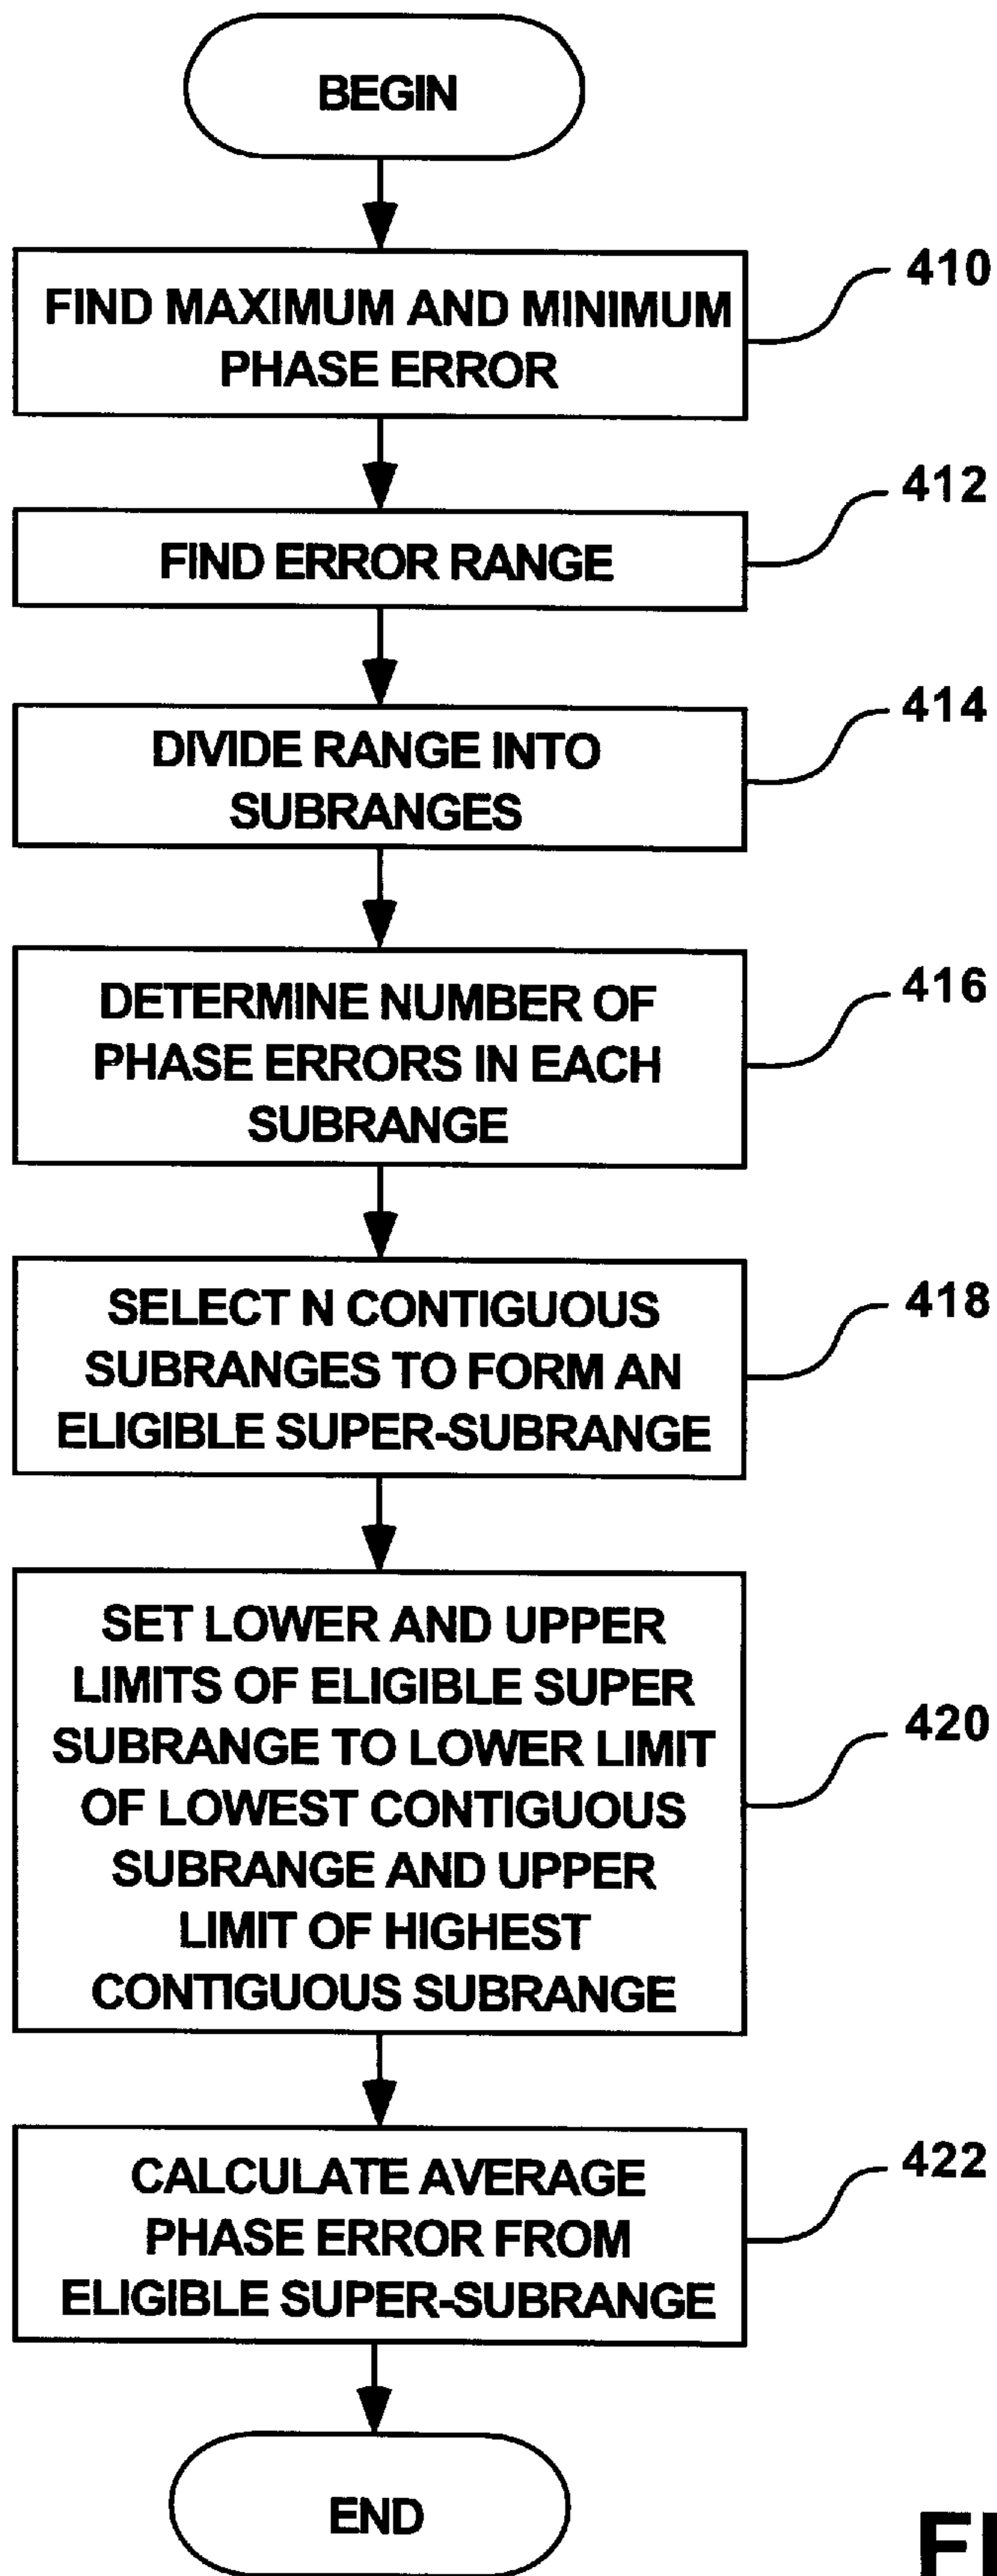 BEGIN
FIND MAXIMUM AND MINIMUM
PHASE ERROR
410
FIND ERROR RANGE
412
DIVIDE RANGE INTO
SUBRANGES
414
DETERMINE NUMBER OF
PHASE ERRORS IN EACH
SUBRANGE
416
SELECT N CONTIGUOUS
SUBRANGES TO FORM AN
ELIGIBLE SUPER-SUBRANGE
418
SET LOWER AND UPPER
LIMITS OF ELIGIBLE SUPER
SUBRANGE TO LOWER LIMIT
OF LOWEST CONTIGUOUS
SUBRANGE AND UPPER
LIMIT OF HIGHEST
CONTIGUOUS SUBRANGE
420
CALCULATE AVERAGE
PHASE ERROR FROM
ELIGIBLE SUPER-SUBRANGE
422
END